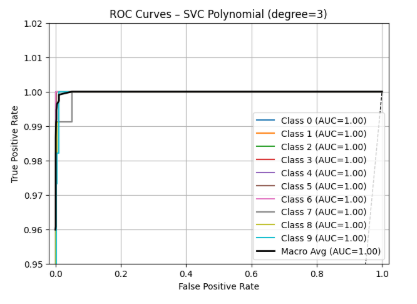 ROC Curves – SVC Polynomial (degree=3)
True Positive Rate
1.02
1.01
1.00
0.99
0.98
0.97
0.96
0.95
Class 0 (AUC=1.00)
Class 1 (AUC=1.00)
Class 2 (AUC=1.00)
Class 3 (AUC=1.00)
Class 4 (AUC=1.00)
Class 5 (AUC=1.00)
Class 6 (AUC=1.00)
Class 7 (AUC=1.00)
Class 8 (AUC=1.00)
Class 9 (AUC=1.00)
Macro Avg (AUC=1.00)
0.0 0.2 0.4 0.6 0.8 1.0
False Positive Rate